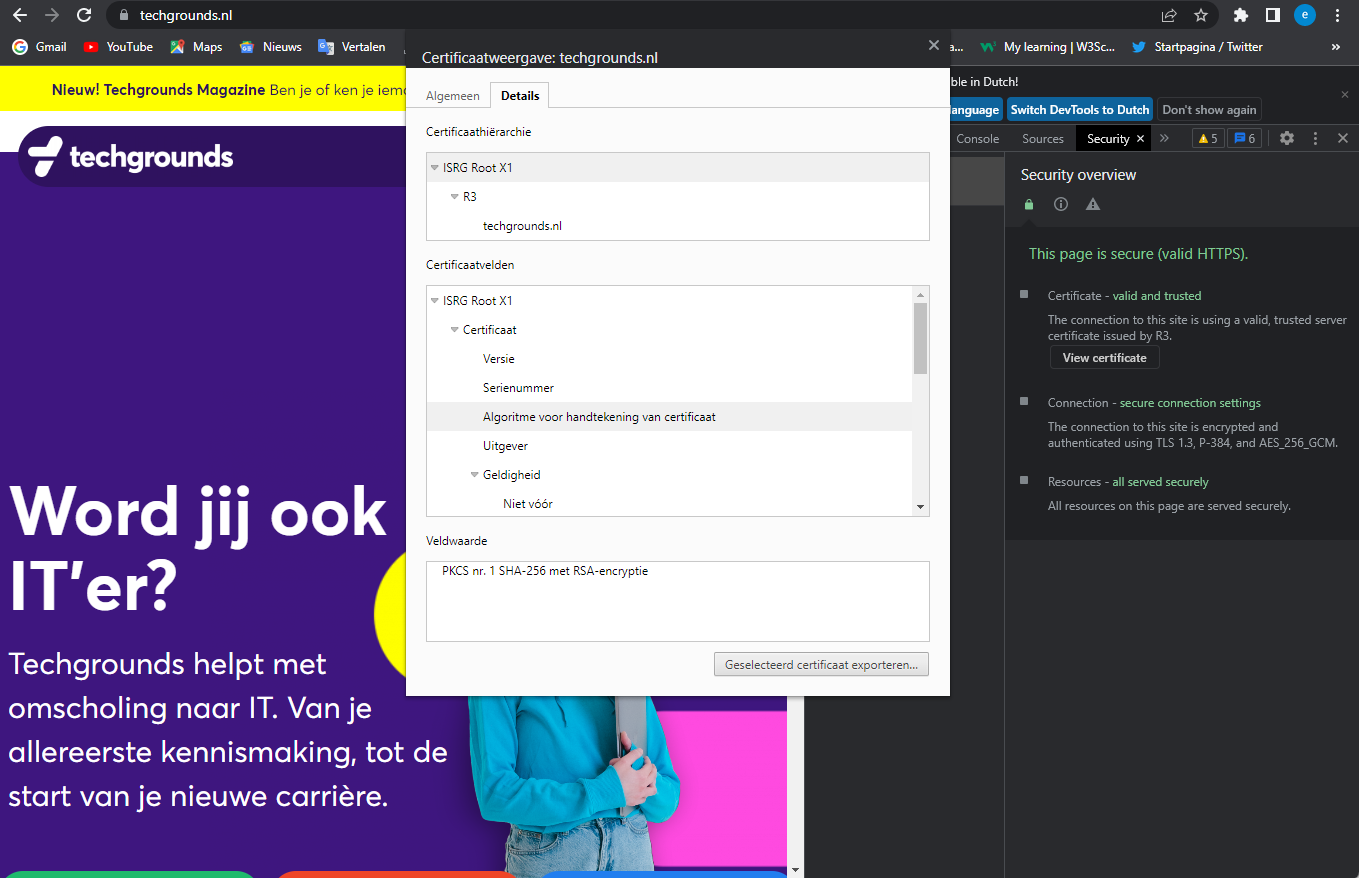 techgrounds.nl
e
Gmail
YouTube
Maps
Nieuws
Vertalen
a...
My learning | W3Sc...
Startpagina / Twitter
»
Nieuw! Techgrounds Magazine Ben je of ken je
techgrounds
Word jij ook
IT'er?
Techgrounds helpt met
omscholing naar IT. Van je
allereerste kennismaking, tot de
start van je nieuwe carrière.
Certificaatweergave: techgrounds.nl
Algemeen
Details
Certificaathiërarchie
ISRG Root X1
R3
techgrounds.nl
Certificaatvelden
ISRG Root X1
Certificaat
Versie
Serienummer
Algoritme voor handtekening van certificaat
Uitgever
Geldigheid
Niet vóór
Veldwaarde
PKCS nr. 1 SHA-256 met RSA-encryptie
Geselecteerd certificaat exporteren...
ble in Dutch!
anguage
Switch DevTools to Dutch
Don't show again
Console
Sources
Security
»
5
6
Security overview
This page is secure (valid HTTPS).
Certificate - valid and trusted
The connection to this site is using a valid, trusted server
certificate issued by R3.
View certificate
Connection - secure connection settings
The connection to this site is encrypted and
authenticated using TLS 1.3, P-384, and AES_256_GCM.
Resources - all served securely
All resources on this page are served securely.